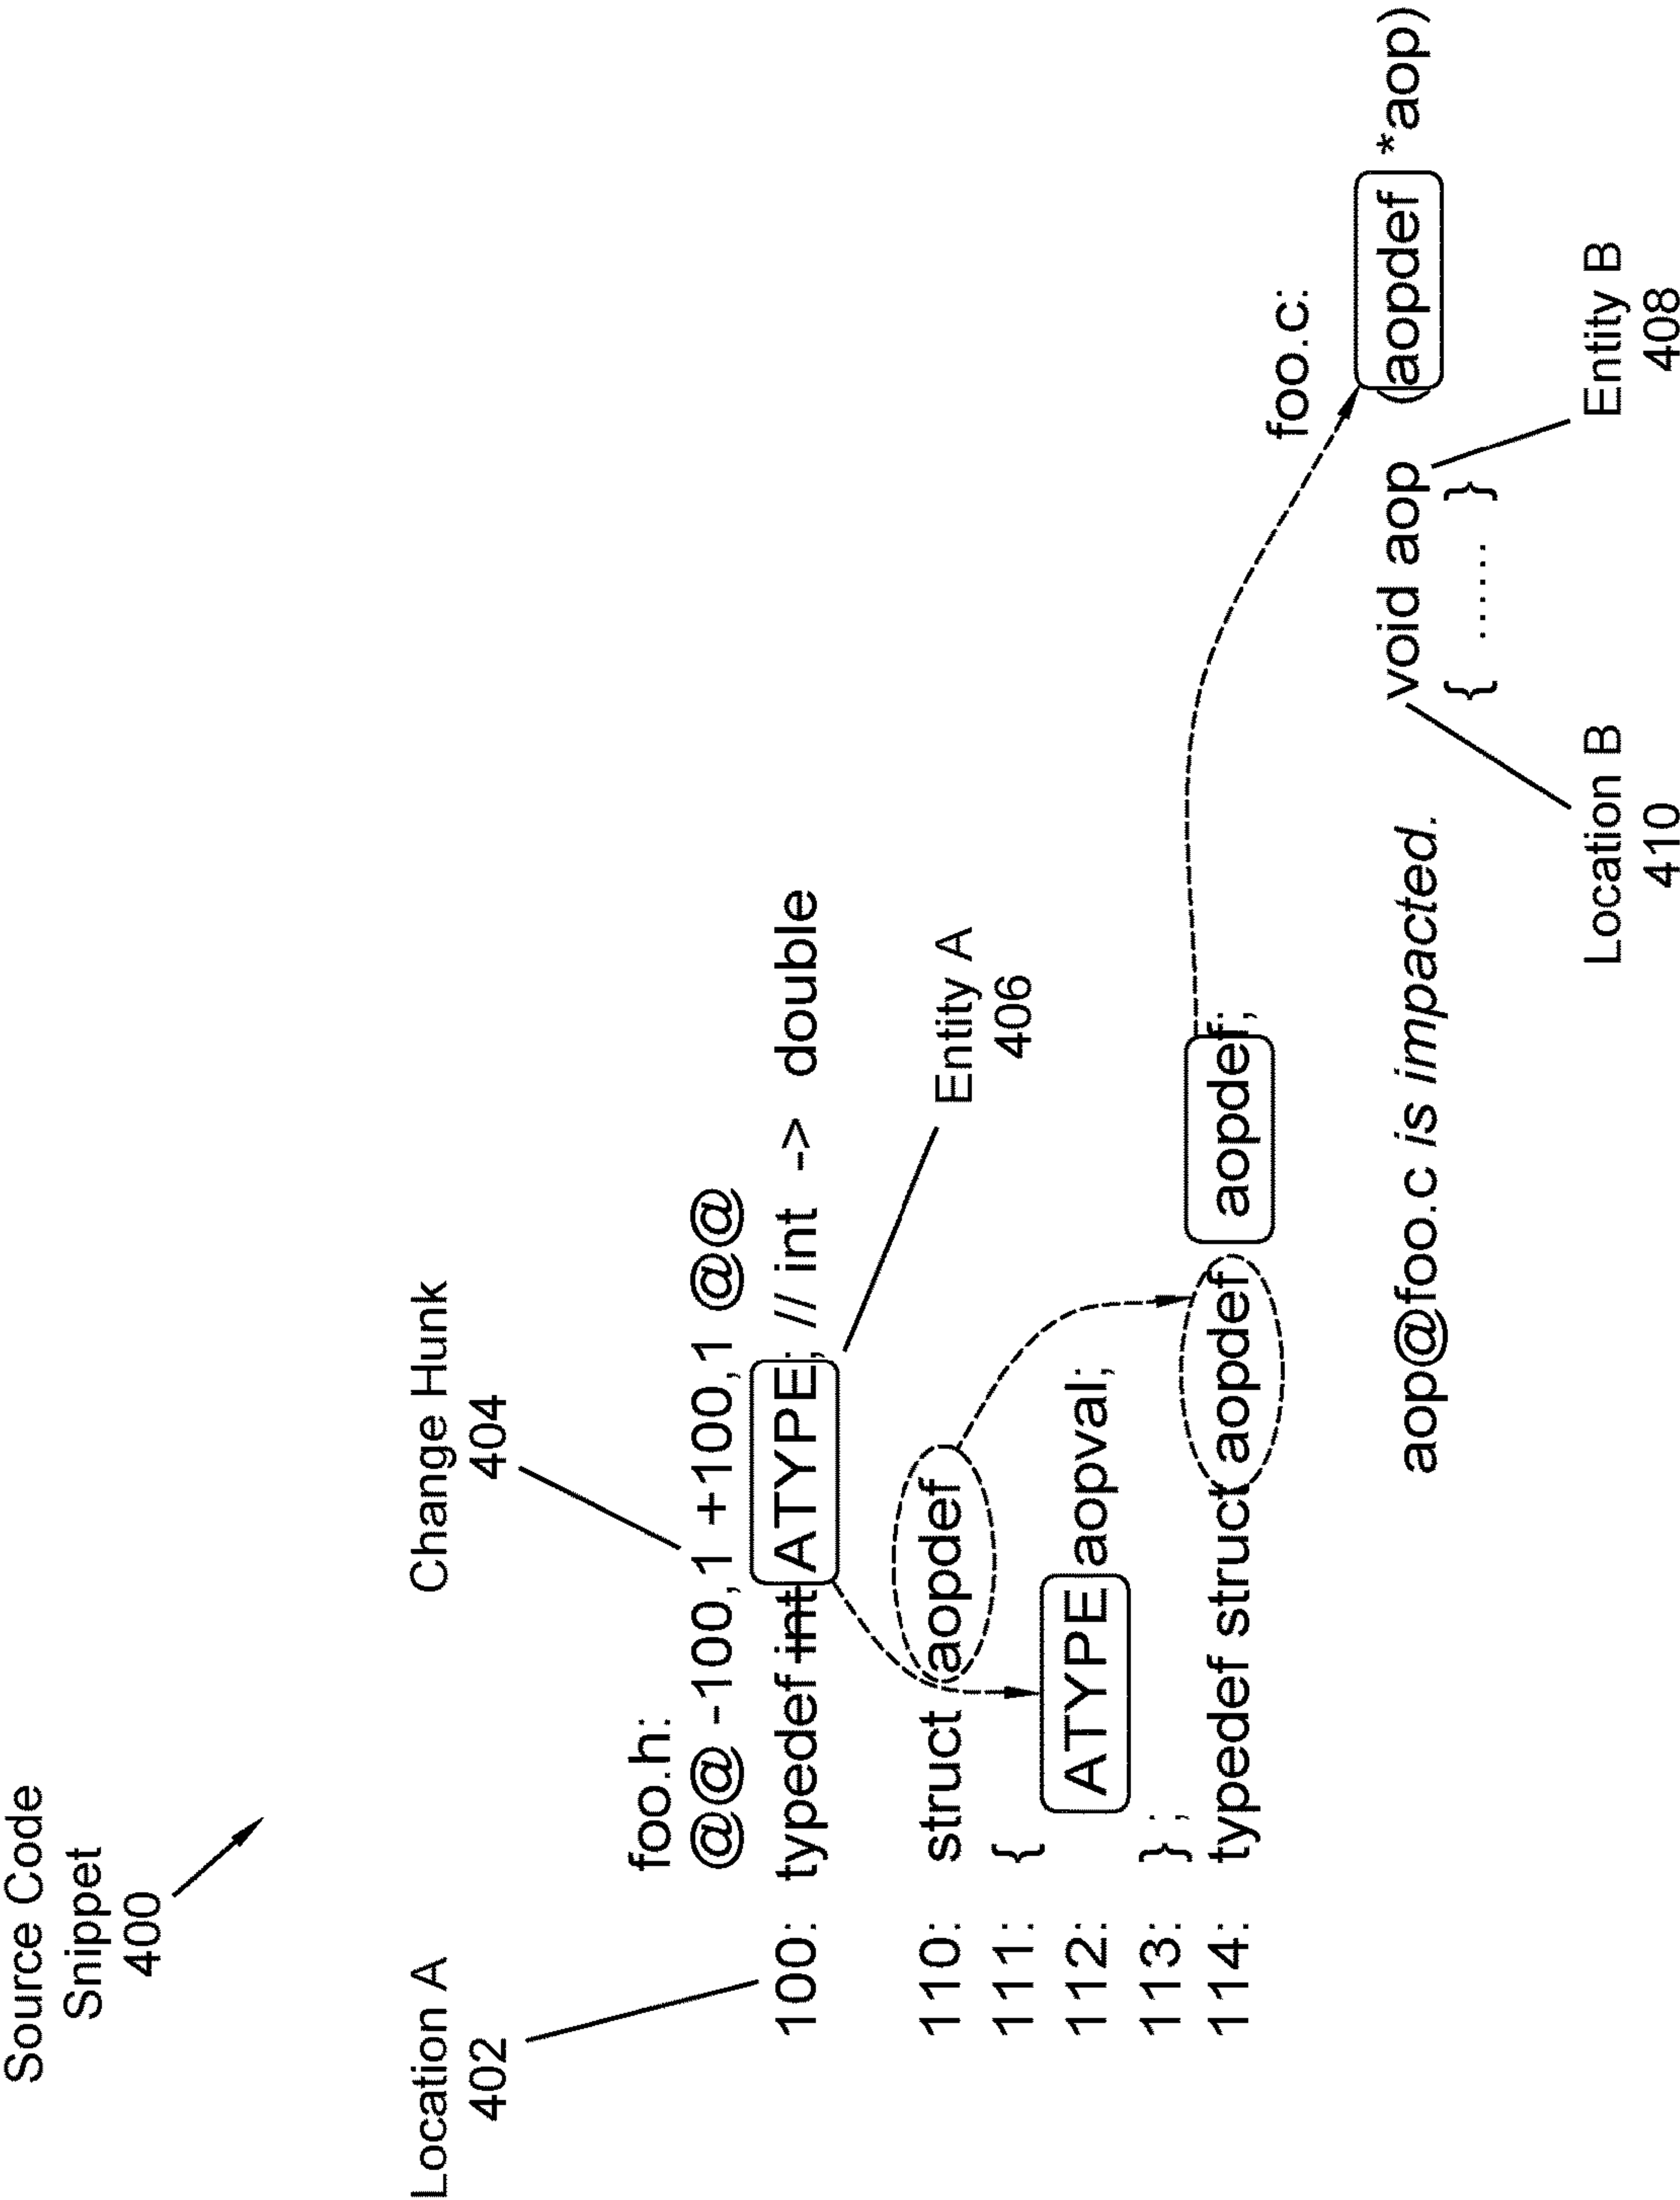 Source Code
Snippet
400
Location A
402
Change Hunk
404
foo.h:
@@ -100,1 +100,1 @@
100: typedef int ATYPE; // int -> double
Entity A
406
110: struct aopdef
111: {
112: ATYPE aopval;
113: };
114: typedef struct aopdef aopdef;
foo.c:
aop@foo.c is impacted.
void aop (aopdef *aop)
{ ...... }
Location B
410
Entity B
408